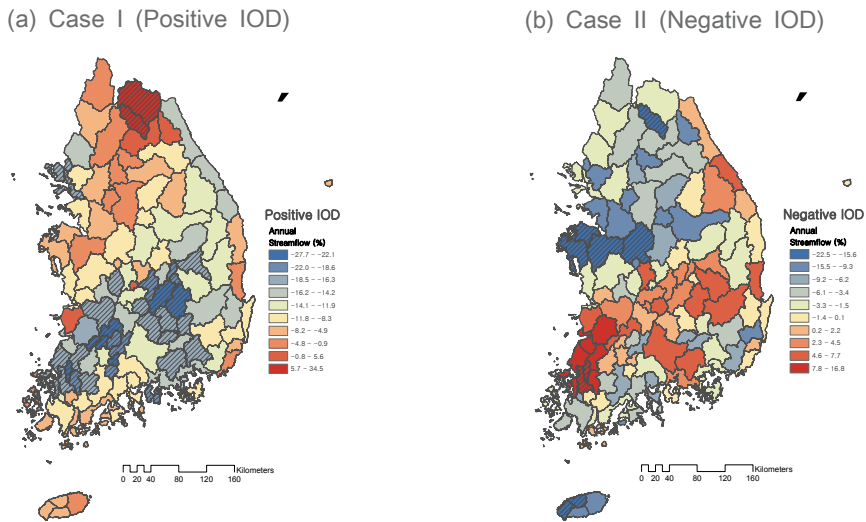 (a) Case I (Positive IOD)
(b) Case II (Negative IOD)
Positive IOD
Annual
Streamflow (%)
-27.7 - -22.1
-22.0 - -18.6
-18.5 - -16.3
-16.2 - -14.2
-14.1 - -11.9
-11.8 - -8.3
-8.2 - -4.9
-4.8 - -0.9
-0.8 - 5.6
5.7 - 34.5
Kilometers
0 20 40 80 120 160
Negative IOD
Annual
Streamflow (%)
-22.5 - -15.6
-15.5 - -9.3
-9.2 - -6.2
-6.1 - -3.4
-3.3 - -1.5
-1.4 - 0.1
0.2 - 2.2
2.3 - 4.5
4.6 - 7.7
7.8 - 16.8
Kilometers
0 20 40 80 120 160